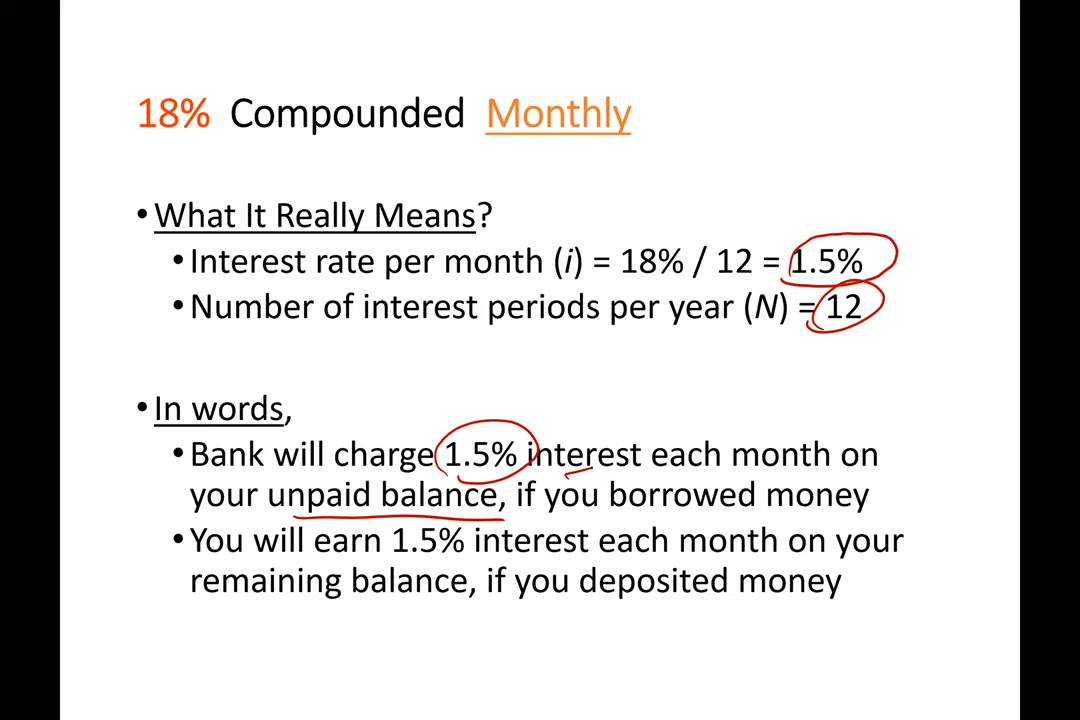 18% Compounded Monthly
• What It Really Means?
• Interest rate per month (i) = 18% / 12 = 1.5%
• Number of interest periods per year (N) = 12
• In words,
• Bank will charge 1.5% interest each month on
your unpaid balance, if you borrowed money
• You will earn 1.5% interest each month on your
remaining balance, if you deposited money